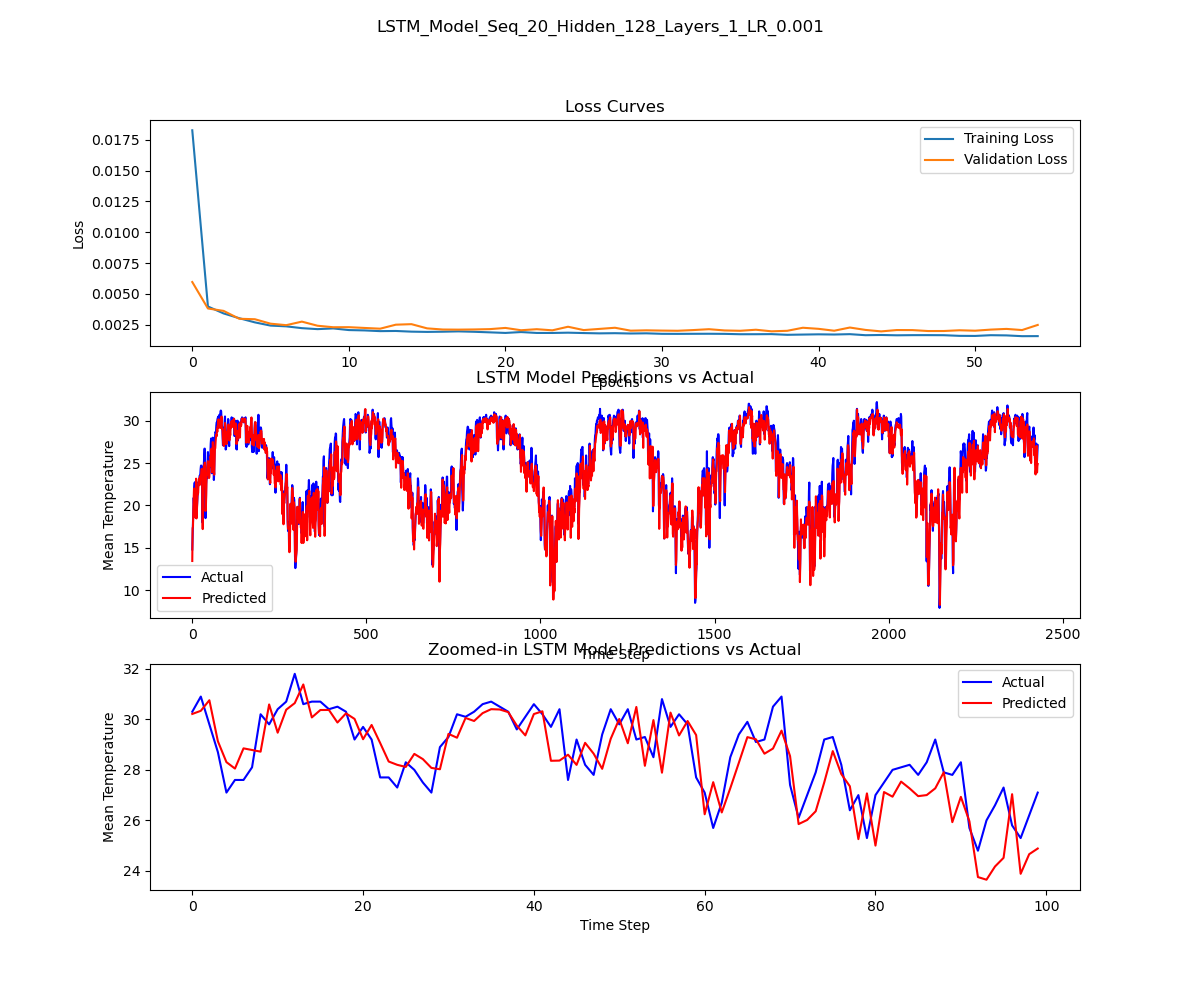 LSTM_Model_Seq_20_Hidden_128_Layers_1_LR_0.001
Loss Curves
0.0175
0.0150
0.0125
0.0100
0.0075
0.0050
0.0025
Loss
Training Loss
Validation Loss
0 10 20 30 40 50
Epochs
LSTM Model Predictions vs Actual
30
25
20
15
10
Mean Temperature
Actual
Predicted
0 500 1000 1500 2000 2500
Time Step
Zoomed-in LSTM Model Predictions vs Actual
32
30
28
26
24
Mean Temperature
Actual
Predicted
0 20 40 60 80 100
Time Step